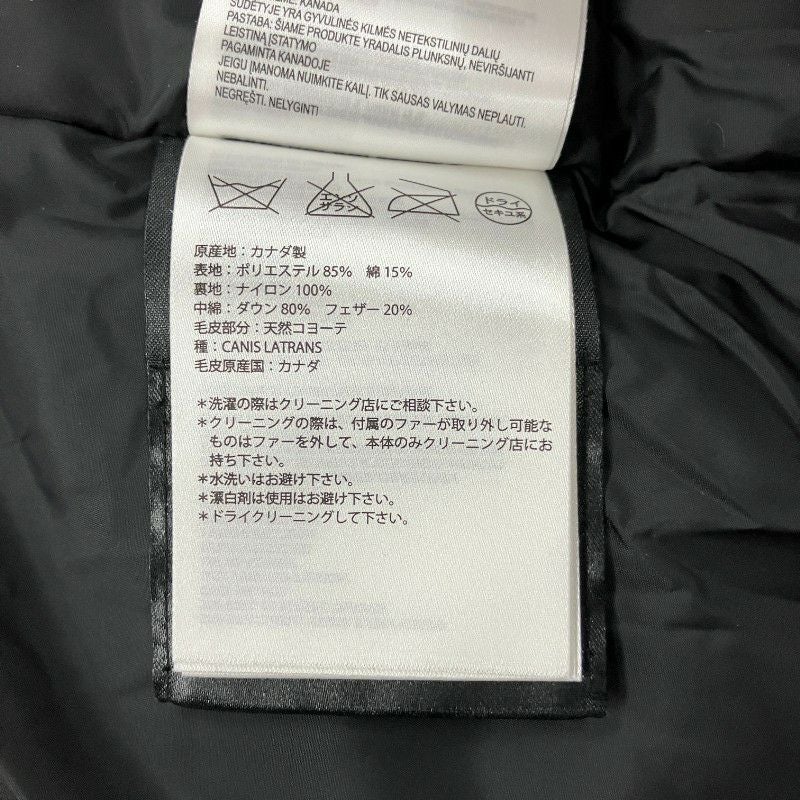 KANADA
SUDĖTYJE YRA GYVULINĖS KILMĖS NETEKSTILINIŲ DALIŲ
PASTABA: ŠIAME PRODUKTE YRADALIS PLUNKSNŲ, NEVIRŠIJANTI
LEISTINĄ ĮSTATYMO
PAGAMINTA KANADOJE
JEIGU ĮMANOMA NUIMKITE KAILĮ. TIK SAUSAS VALYMAS NEPLAUTI.
NEBALINTI.
NEGRĘŠTI. NELYGINTI
エンソ
サラシ
ドライ
セキユ系
原産地：カナダ製
表地：ポリエステル 85% 綿 15%
裏地：ナイロン 100%
中綿：ダウン 80% フェザー 20%
毛皮部分：天然コヨーテ
種：CANIS LATRANS
毛皮原産国：カナダ
＊洗濯の際はクリーニング店にご相談下さい。
＊クリーニングの際は、付属のファーが取り外し可能な
ものはファーを外して、本体のみクリーニング店にお
持ち下さい。
＊水洗いはお避け下さい。
＊漂白剤は使用はお避け下さい。
＊ドライクリーニングして下さい。